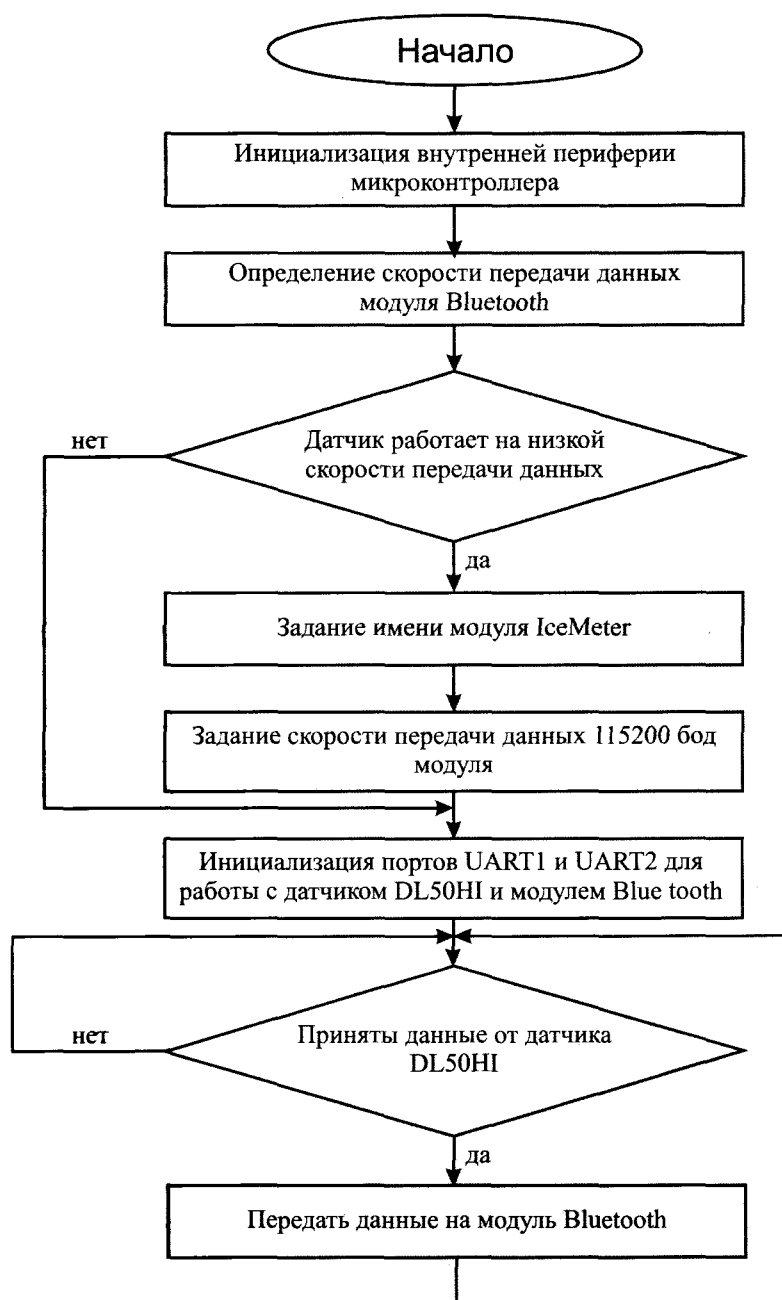 Начало
Инициализация внутренней периферии
микроконтроллера
Определение скорости передачи данных
модуля Bluetooth
нет
Датчик работает на низкой
скорости передачи данных
да
Задание имени модуля IceMeter
Задание скорости передачи данных 115200 бод
модуля
Инициализация портов UART1 и UART2 для
работы с датчиком DL50HI и модулем Blue tooth
нет
Приняты данные от датчика
DL50HI
да
Передать данные на модуль Bluetooth